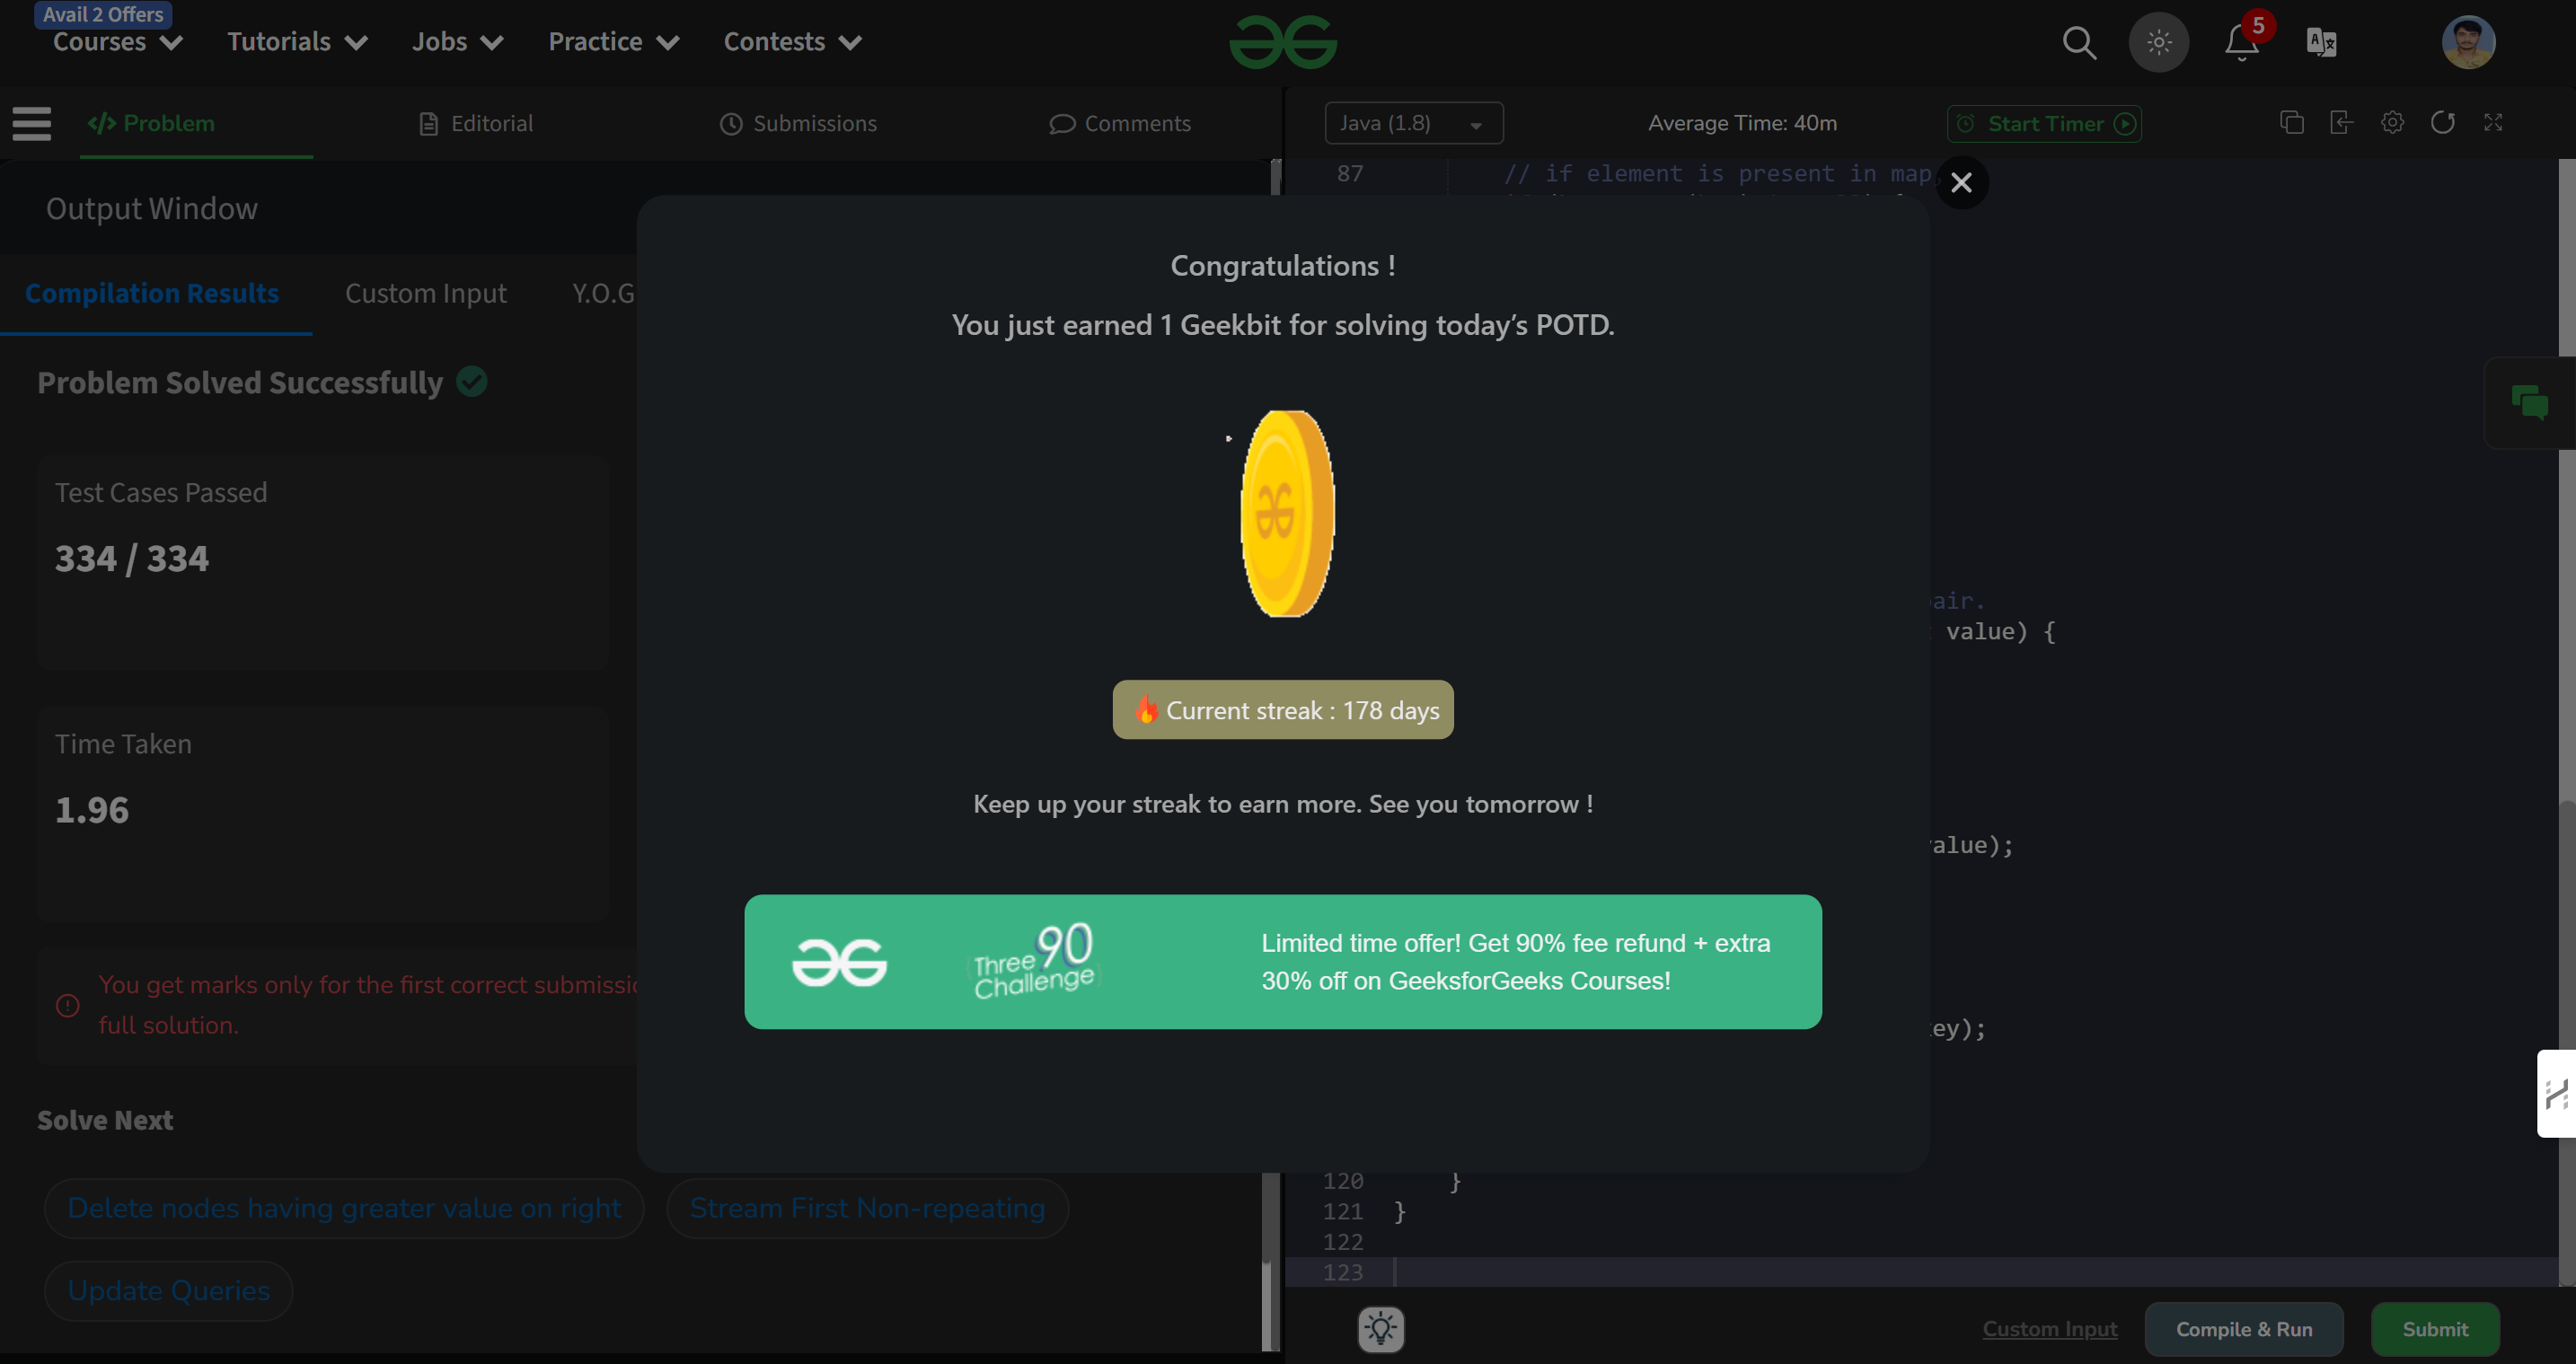 Avail 2 Offers
Courses
Tutorials
Jobs
Practice
Contests
5
Problem
Editorial
Submissions
Comments
Java (1.8)
Average Time: 40m
Start Timer
Output Window
Compilation Results
Custom Input
Y.O.G
Problem Solved Successfully
Test Cases Passed
334 / 334
Time Taken
1.96
You get marks only for the first correct submissio
full solution.
Solve Next
Delete nodes having greater value on right
Stream First Non-repeating
Update Queries
87 // if element is present in map,
Congratulations !
You just earned 1 Geekbit for solving today’s POTD.
🔥 Current streak : 178 days
Keep up your streak to earn more. See you tomorrow !
Three 90
Challenge
Limited time offer! Get 90% fee refund + extra
30% off on GeeksforGeeks Courses!
air.
value) {
alue);
ey);
120 }
121 }
122
123
Custom Input
Compile & Run
Submit